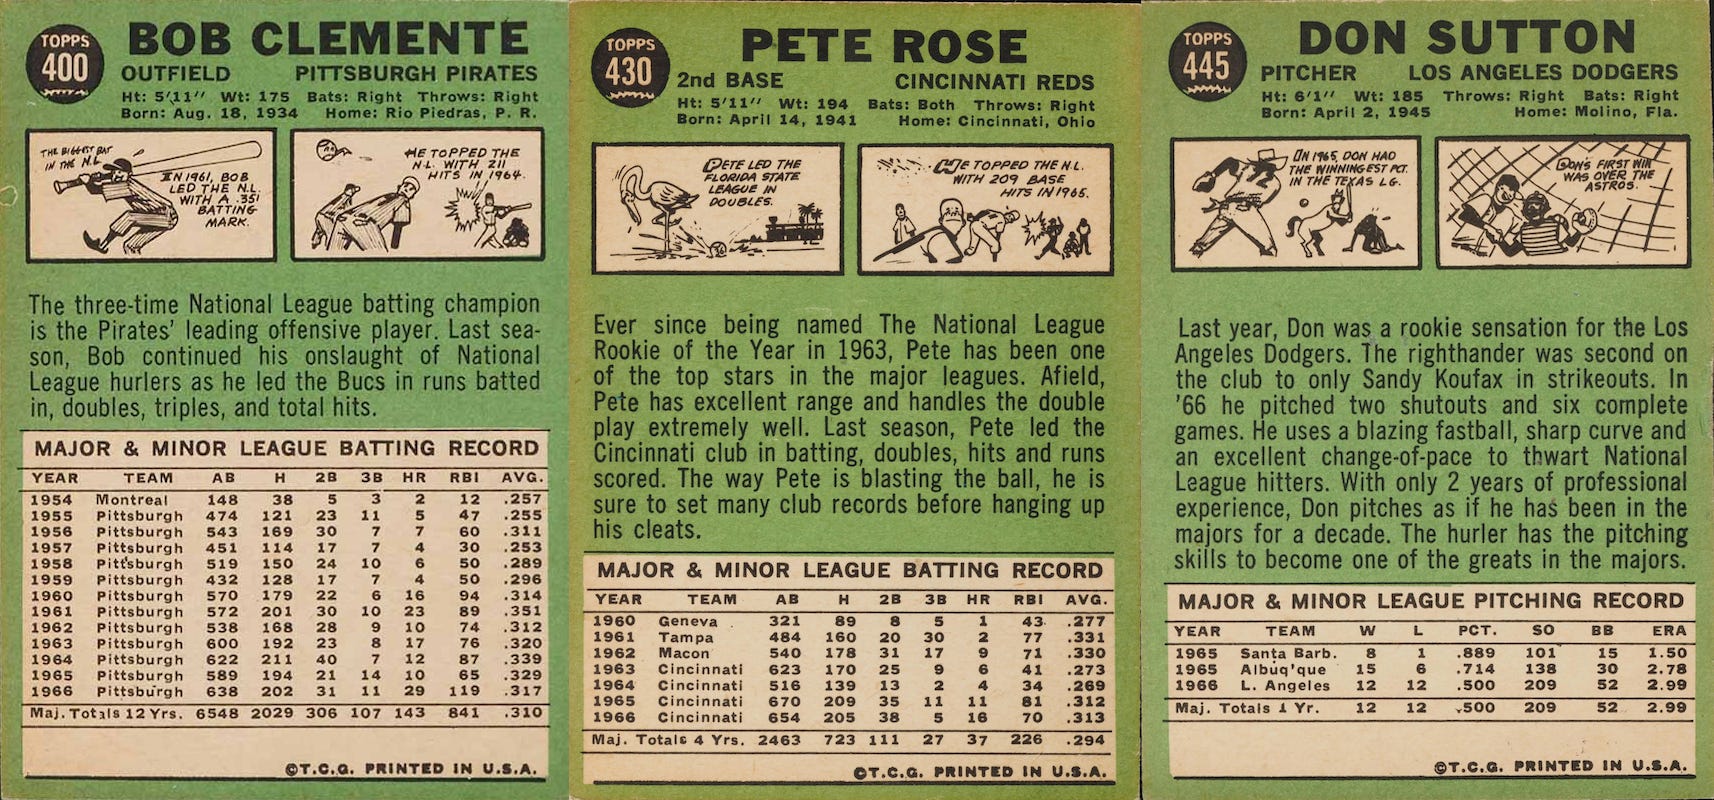 TOPPS
400
BOB CLEMENTE
OUTFIELD PITTSBURGH PIRATES
Ht: 5'11" Wt: 175 Bats: Right Throws: Right
Born: Aug. 18, 1934 Home: Rio Piedras, P. R.
THE BIGGEST BAT
IN THE N.L.
IN 1961, BOB
LED THE N.L.
WITH A .351
BATTING
MARK.
HE TOPPED THE
N.L. WITH 211
HITS IN 1964.
The three-time National League batting champion
is the Pirates' leading offensive player. Last sea-
son, Bob continued his onslaught of National
League hurlers as he led the Bucs in runs batted
in, doubles, triples, and total hits.
MAJOR & MINOR LEAGUE BATTING RECORD
YEAR TEAM AB H 2B 3B HR RBI AVG.
1954 Montreal 148 38 5 3 2 12 .257
1955 Pittsburgh 474 121 23 11 5 47 .255
1956 Pittsburgh 543 169 30 7 7 60 .311
1957 Pittsburgh 451 114 17 7 4 30 .253
1958 Pittsburgh 519 150 24 10 6 50 .289
1959 Pittsburgh 432 128 17 7 4 50 .296
1960 Pittsburgh 570 179 22 6 16 94 .314
1961 Pittsburgh 572 201 30 10 23 89 .351
1962 Pittsburgh 538 168 28 9 10 74 .312
1963 Pittsburgh 600 192 23 8 17 76 .320
1964 Pittsburgh 622 211 40 7 12 87 .339
1965 Pittsburgh 589 194 21 14 10 65 .329
1966 Pittsburgh 638 202 31 11 29 119 .317
Maj. Totals 12 Yrs. 6548 2029 306 107 143 841 .310
©T.C.G. PRINTED IN U.S.A.
TOPPS
430
PETE ROSE
2nd BASE CINCINNATI REDS
Ht: 5'11" Wt: 194 Bats: Both Throws: Right
Born: April 14, 1941 Home: Cincinnati, Ohio
PETE LED THE
FLORIDA STATE
LEAGUE IN
DOUBLES.
HE TOPPED THE N.L.
WITH 209 BASE
HITS IN 1965.
Ever since being named The National League
Rookie of the Year in 1963, Pete has been one
of the top stars in the major leagues. Afield,
Pete has excellent range and handles the double
play extremely well. Last season, Pete led the
Cincinnati club in batting, doubles, hits and runs
scored. The way Pete is blasting the ball, he is
sure to set many club records before hanging up
his cleats.
MAJOR & MINOR LEAGUE BATTING RECORD
YEAR TEAM AB H 2B 3B HR RBI AVG.
1960 Geneva 321 89 8 5 1 43 .277
1961 Tampa 484 160 20 30 2 77 .331
1962 Macon 540 178 31 17 9 71 .330
1963 Cincinnati 623 170 25 9 6 41 .273
1964 Cincinnati 516 139 13 2 4 34 .269
1965 Cincinnati 670 209 35 11 11 81 .312
1966 Cincinnati 654 205 38 5 16 70 .313
Maj. Totals 4 Yrs. 2463 723 111 27 37 226 .294
©T.C.G. PRINTED IN U.S.A.
TOPPS
445
DON SUTTON
PITCHER LOS ANGELES DODGERS
Ht: 6'1" Wt: 185 Throws: Right Bats: Right
Born: April 2, 1945 Home: Molino, Fla.
IN 1965, DON HAD
THE WINNINGEST PCT.
IN THE TEXAS LG.
DON'S FIRST WIN
WAS OVER THE
ASTROS.
Last year, Don was a rookie sensation for the Los
Angeles Dodgers. The righthander was second on
the club to only Sandy Koufax in strikeouts. In
'66 he pitched two shutouts and six complete
games. He uses a blazing fastball, sharp curve and
an excellent change-of-pace to thwart National
League hitters. With only 2 years of professional
experience, Don pitches as if he has been in the
majors for a decade. The hurler has the pitching
skills to become one of the greats in the majors.
MAJOR & MINOR LEAGUE PITCHING RECORD
YEAR TEAM W L PCT. SO BB ERA
1965 Santa Barb. 8 1 .889 101 15 1.50
1965 Albuq'que 15 6 .714 138 30 2.78
1966 L. Angeles 12 12 .500 209 52 2.99
Maj. Totals 1 Yr. 12 12 .500 209 52 2.99
©T.C.G. PRINTED IN U.S.A.